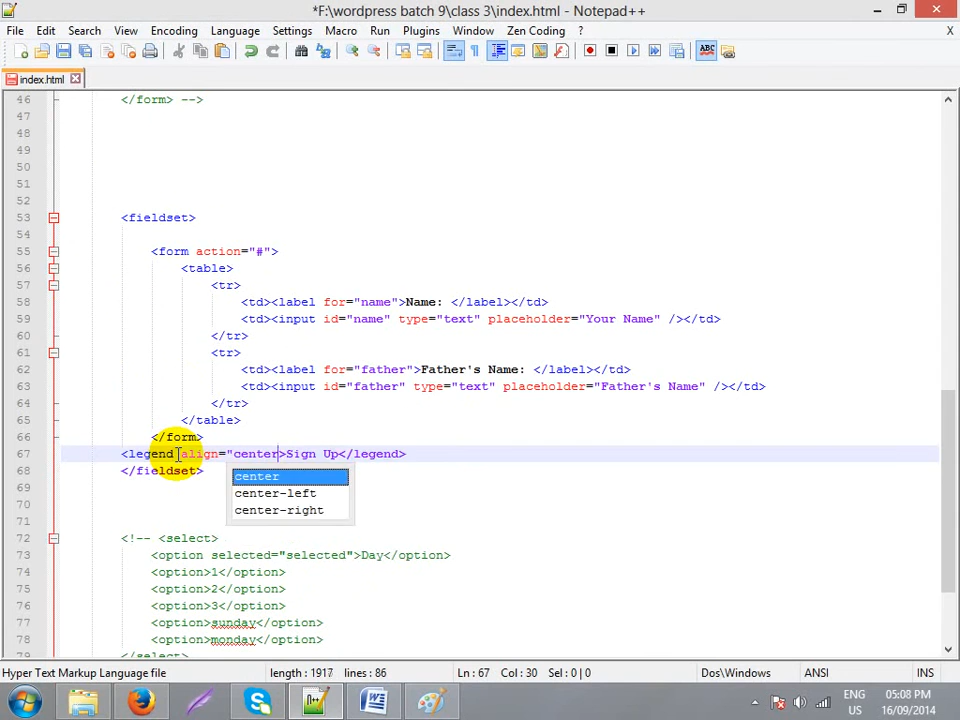 *F:\wordpress batch 9\class 3\index.html - Notepad++
File Edit Search View Encoding Language Settings Macro Run Plugins Window Zen Coding ? X
index.html
46 </form> -->
47
48
49
50
51
52
53 <fieldset>
54
55 <form action="#">
56 <table>
57 <tr>
58 <td><label for="name">Name: </label></td>
59 <td><input id="name" type="text" placeholder="Your Name" /></td>
60 </tr>
61 <tr>
62 <td><label for="father">Father's Name: </label></td>
63 <td><input id="father" type="text" placeholder="Father's Name" /></td>
64 </tr>
65 </table>
66 </form>
67 <legend align="center>Sign Up</legend>
68 </fieldset>
center
69
center-left
70
center-right
71
72 <!-- <select>
73 <option selected="selected">Day</option>
74 <option>1</option>
75 <option>2</option>
76 <option>3</option>
77 <option>sunday</option>
78 <option>monday</option>
79 </select>
Hyper Text Markup Language file length : 1917 lines : 86 Ln : 67 Col : 30 Sel : 0 | 0 Dos\Windows ANSI INS
ENG
US
05:08 PM
16/09/2014